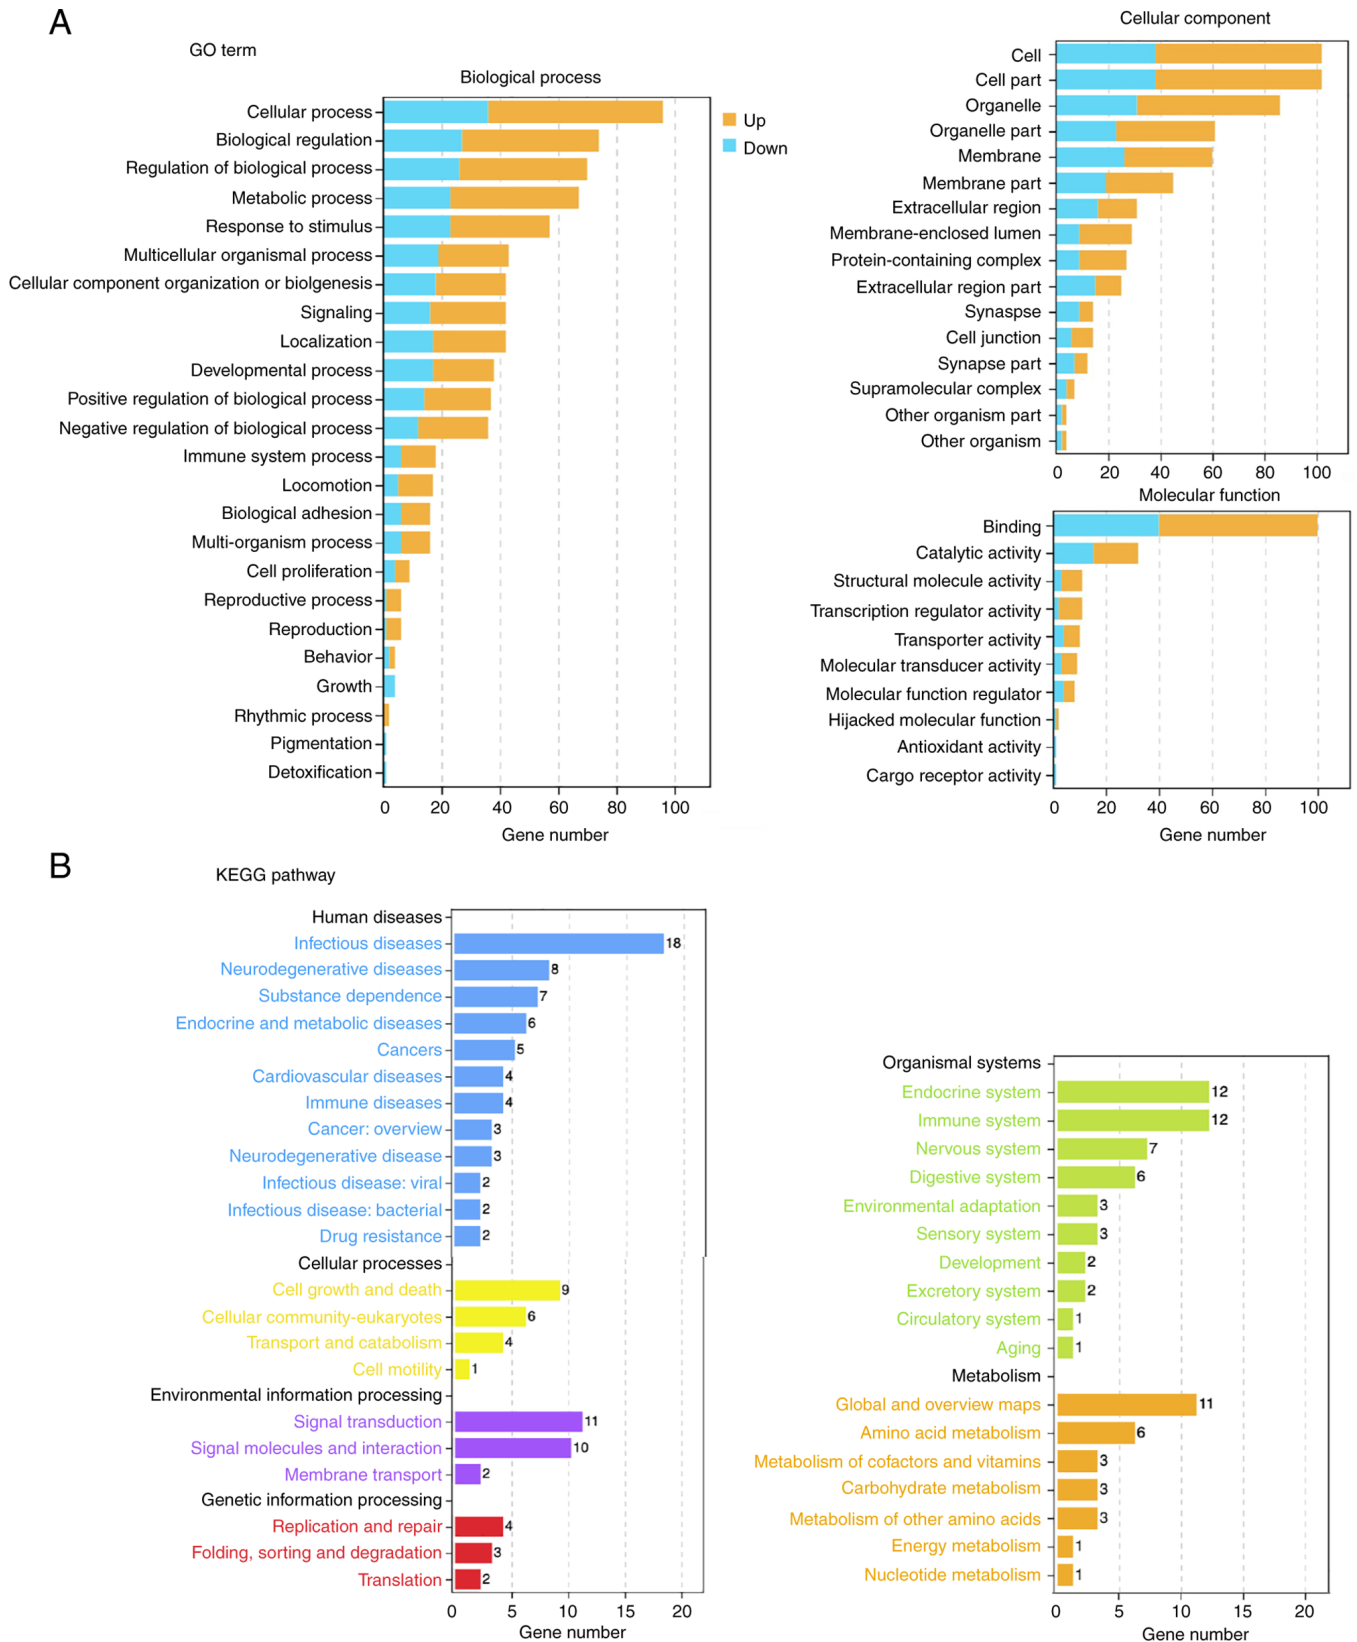 A
GO term
Biological process
Cellular process
Biological regulation
Regulation of biological process
Metabolic process
Response to stimulus
Multicellular organismal process
Cellular component organization or biolgenesis
Signaling
Localization
Developmental process
Positive regulation of biological process
Negative regulation of biological process
Immune system process
Locomotion
Biological adhesion
Multi-organism process
Cell proliferation
Reproductive process
Reproduction
Behavior
Growth
Rhythmic process
Pigmentation
Detoxification
0 20 40 60 80 100
Gene number
Up
Down
Cellular component
Cell
Cell part
Organelle
Organelle part
Membrane
Membrane part
Extracellular region
Membrane-enclosed lumen
Protein-containing complex
Extracellular region part
Synaspse
Cell junction
Synapse part
Supramolecular complex
Other organism part
Other organism
0 20 40 60 80 100
Molecular function
Binding
Catalytic activity
Structural molecule activity
Transcription regulator activity
Transporter activity
Molecular transducer activity
Molecular function regulator
Hijacked molecular function
Antioxidant activity
Cargo receptor activity
0 20 40 60 80 100
Gene number
B
KEGG pathway
Human diseases
Infectious diseases 18
Neurodegenerative diseases 8
Substance dependence 7
Endocrine and metabolic diseases 6
Cancers 5
Cardiovascular diseases 4
Immune diseases 4
Cancer: overview 3
Neurodegenerative disease 3
Infectious disease: viral 2
Infectious disease: bacterial 2
Drug resistance 2
Cellular processes
Cell growth and death 9
Cellular community-eukaryotes 6
Transport and catabolism 4
Cell motility 1
Environmental information processing
Signal transduction 11
Signal molecules and interaction 10
Membrane transport 2
Genetic information processing
Replication and repair 4
Folding, sorting and degradation 3
Translation 2
0 5 10 15 20
Gene number
Organismal systems
Endocrine system 12
Immune system 12
Nervous system 7
Digestive system 6
Environmental adaptation 3
Sensory system 3
Development 2
Excretory system 2
Circulatory system 1
Aging 1
Metabolism
Global and overview maps 11
Amino acid metabolism 6
Metabolism of cofactors and vitamins 3
Carbohydrate metabolism 3
Metabolism of other amino acids 3
Energy metabolism 1
Nucleotide metabolism 1
0 5 10 15 20
Gene number